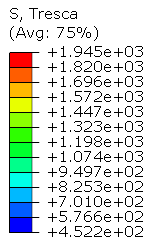 S, Tresca
(Avg: 75%)
+1.945e+03
+1.820e+03
+1.696e+03
+1.572e+03
+1.447e+03
+1.323e+03
+1.198e+03
+1.074e+03
+9.497e+02
+8.253e+02
+7.010e+02
+5.766e+02
+4.522e+02